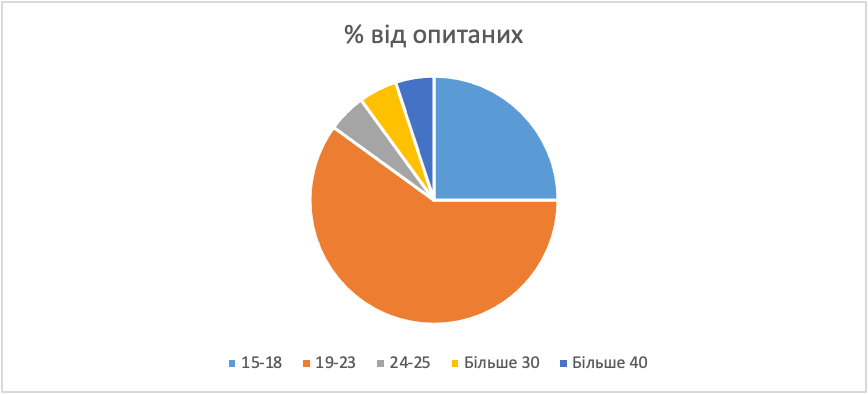 % від опитаних
15-18 19-23 24-25 Більше 30 Більше 40